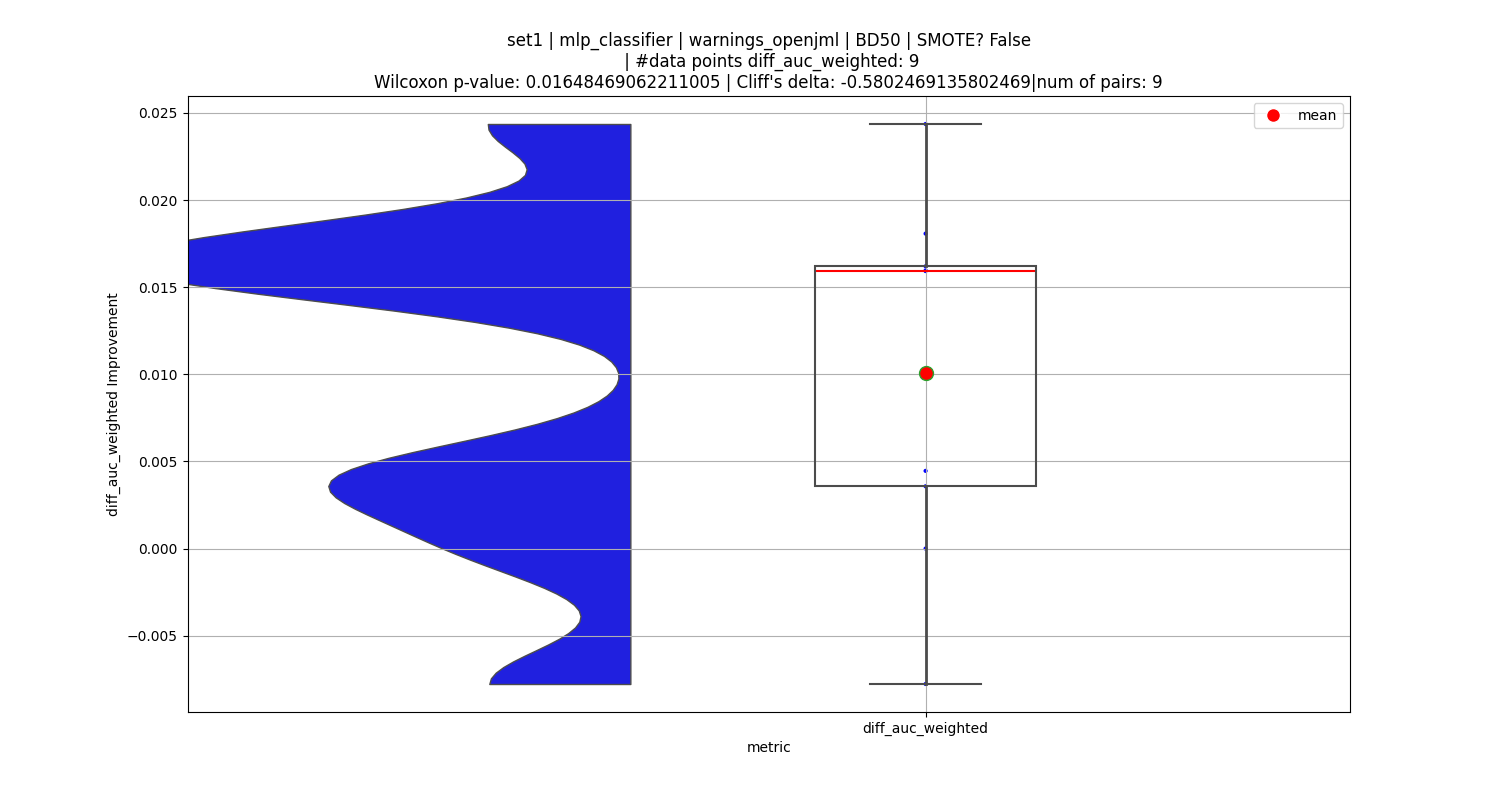 set1 | mlp_classifier | warnings_openjml | BD50 | SMOTE? False
| #data points diff_auc_weighted: 9
Wilcoxon p-value: 0.01648469062211005 | Cliff's delta: -0.5802469135802469|num of pairs: 9
mean
0.025
0.020
0.015
0.010
0.005
0.000
−0.005
diff_auc_weighted Improvement
diff_auc_weighted
metric